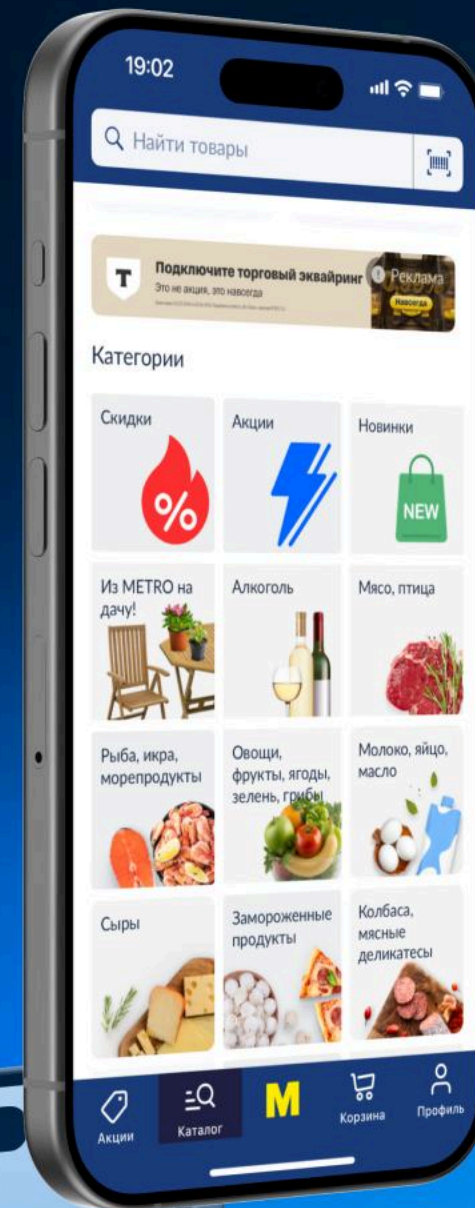 19:02
Найти товары
Т
Подключите торговый эквайринг
Это не акция, это навсегда
Реклама
Навсегда
Категории
Скидки
%
Акции
Новинки
NEW
Из METRO на
дачу!
Алкоголь
Мясо, птица
Рыба, икра,
морепродукты
Овощи,
фрукты, ягоды,
зелень, грибы
Молоко, яйцо,
масло
Сыры
Замороженные
продукты
Колбаса,
мясные
деликатесы
Акции
Каталог
M
Корзина
Профиль